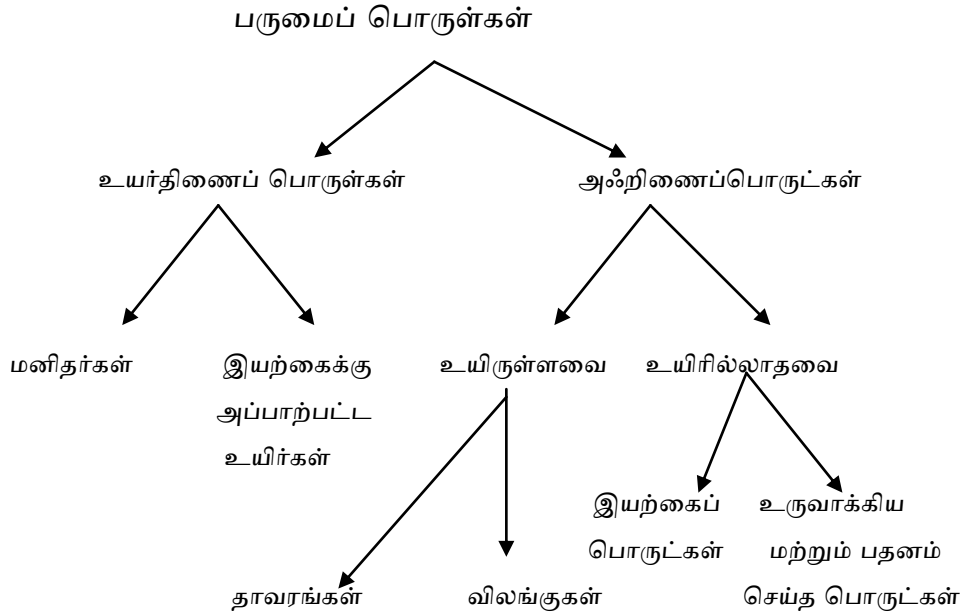 பருமைப் பொருள்கள்
உயர்திணைப் பொருள்கள்
அஃறிணைப்பொருட்கள்
மனிதர்கள்
இயற்கைக்கு
அப்பாற்பட்ட
உயிர்கள்
உயிருள்ளவை
உயிரில்லாதவை
தாவரங்கள்
விலங்குகள்
இயற்கைப்
பொருட்கள்
உருவாக்கிய
மற்றும் பதனம்
செய்த பொருட்கள்